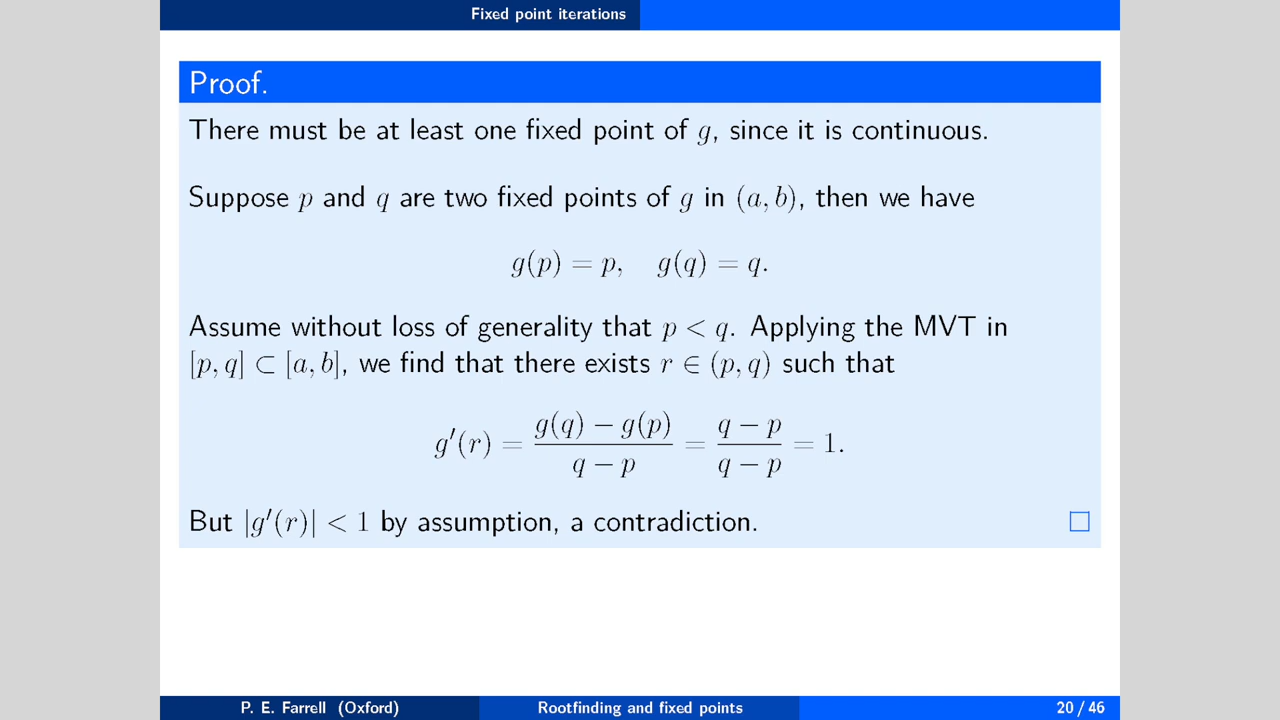 Fixed point iterations
Proof.
There must be at least one fixed point of g, since it is continuous.
Suppose p and q are two fixed points of g in (a, b), then we have
g(p) = p,    g(q) = q.
Assume without loss of generality that p < q. Applying the MVT in
[p, q] ⊂ [a, b], we find that there exists r ∈ (p, q) such that
g′(r) = (g(q) − g(p))/(q − p) = (q − p)/(q − p) = 1.
But |g′(r)| < 1 by assumption, a contradiction. □
P. E. Farrell (Oxford) Rootfinding and fixed points 20 / 46